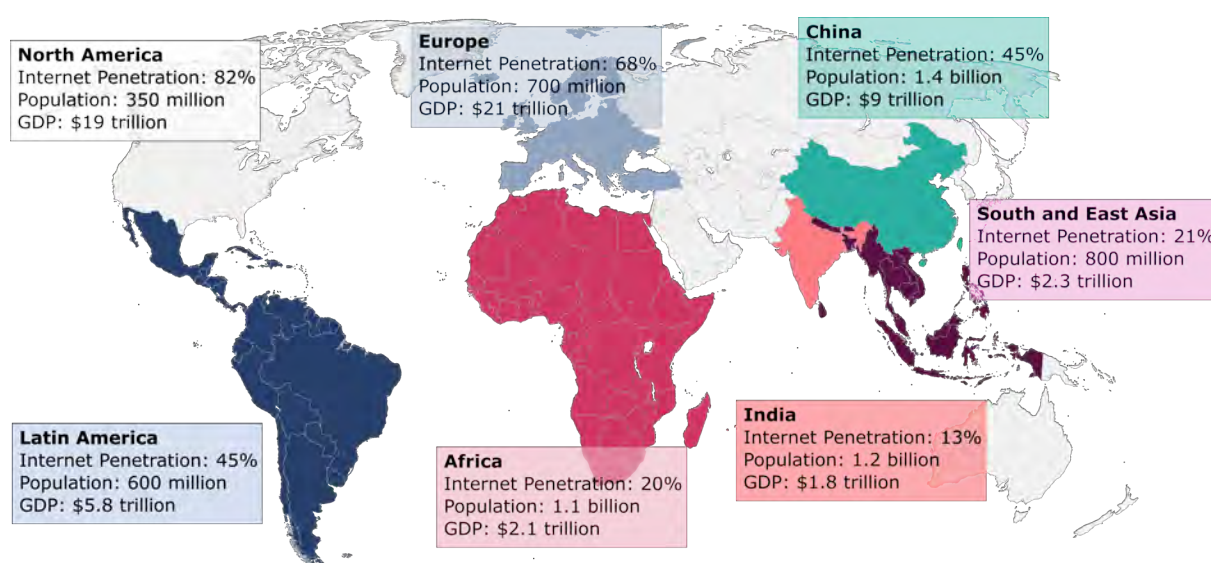 North America
Internet Penetration: 82%
Population: 350 million
GDP: $19 trillion
Europe
Internet Penetration: 68%
Population: 700 million
GDP: $21 trillion
China
Internet Penetration: 45%
Population: 1.4 billion
GDP: $9 trillion
South and East Asia
Internet Penetration: 21%
Population: 800 million
GDP: $2.3 trillion
Latin America
Internet Penetration: 45%
Population: 600 million
GDP: $5.8 trillion
Africa
Internet Penetration: 20%
Population: 1.1 billion
GDP: $2.1 trillion
India
Internet Penetration: 13%
Population: 1.2 billion
GDP: $1.8 trillion